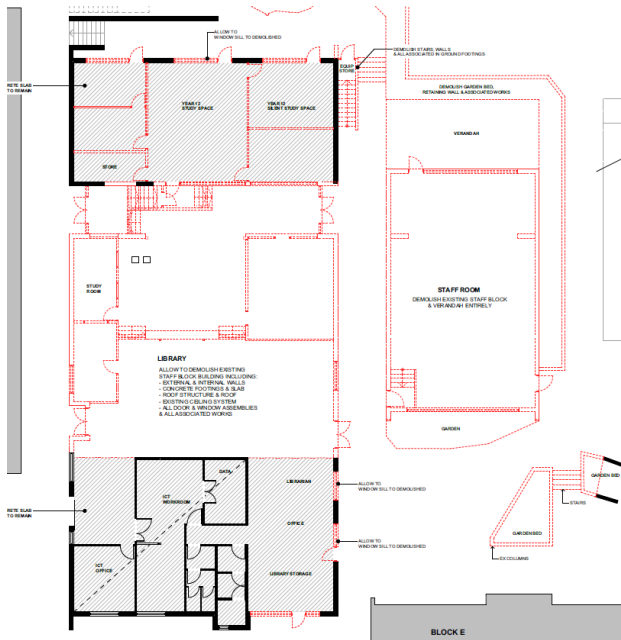 ALLOW TO
WINDOW SILL TO DEMOLISHED
DEMOLISH STAIRS, WALLS
& ALL ASSOCIATED IN GROUND FOOTINGS
EQUIP
STORE
RETE SLAB
TO REMAIN
DEMOLISH GARDEN BED,
RETAINING WALL & ASSOCIATED WORKS
YEAR 12
STUDY SPACE
YEAR 12
SILENT STUDY SPACE
VERANDAH
STORE
STUDY
ROOM
STAFF ROOM
DEMOLISH EXISTING STAFF BLOCK
& VERANDAH ENTIRELY
LIBRARY
ALLOW TO DEMOLISH EXISTING
STAFF BLOCK BUILDING INCLUDING:
- EXTERNAL & INTERNAL WALLS
- CONCRETE FOOTINGS & SLAB
- ROOF STRUCTURE & ROOF
- EXISTING CEILING SYSTEM
- ALL DOOR & WINDOW ASSEMBLIES
& ALL ASSOCIATED WORKS
GARDEN
DATA
LIBRARIAN
GARDEN BED
ALLOW TO
WINDOW SILL TO DEMOLISHED
ICT
WORKROOM
STAIRS
RETE SLAB
TO REMAIN
OFFICE
GARDEN BED
ALLOW TO
WINDOW SILL TO DEMOLISHED
EX COLUMNS
ICT
OFFICE
LIBRARY STORAGE
BLOCK E